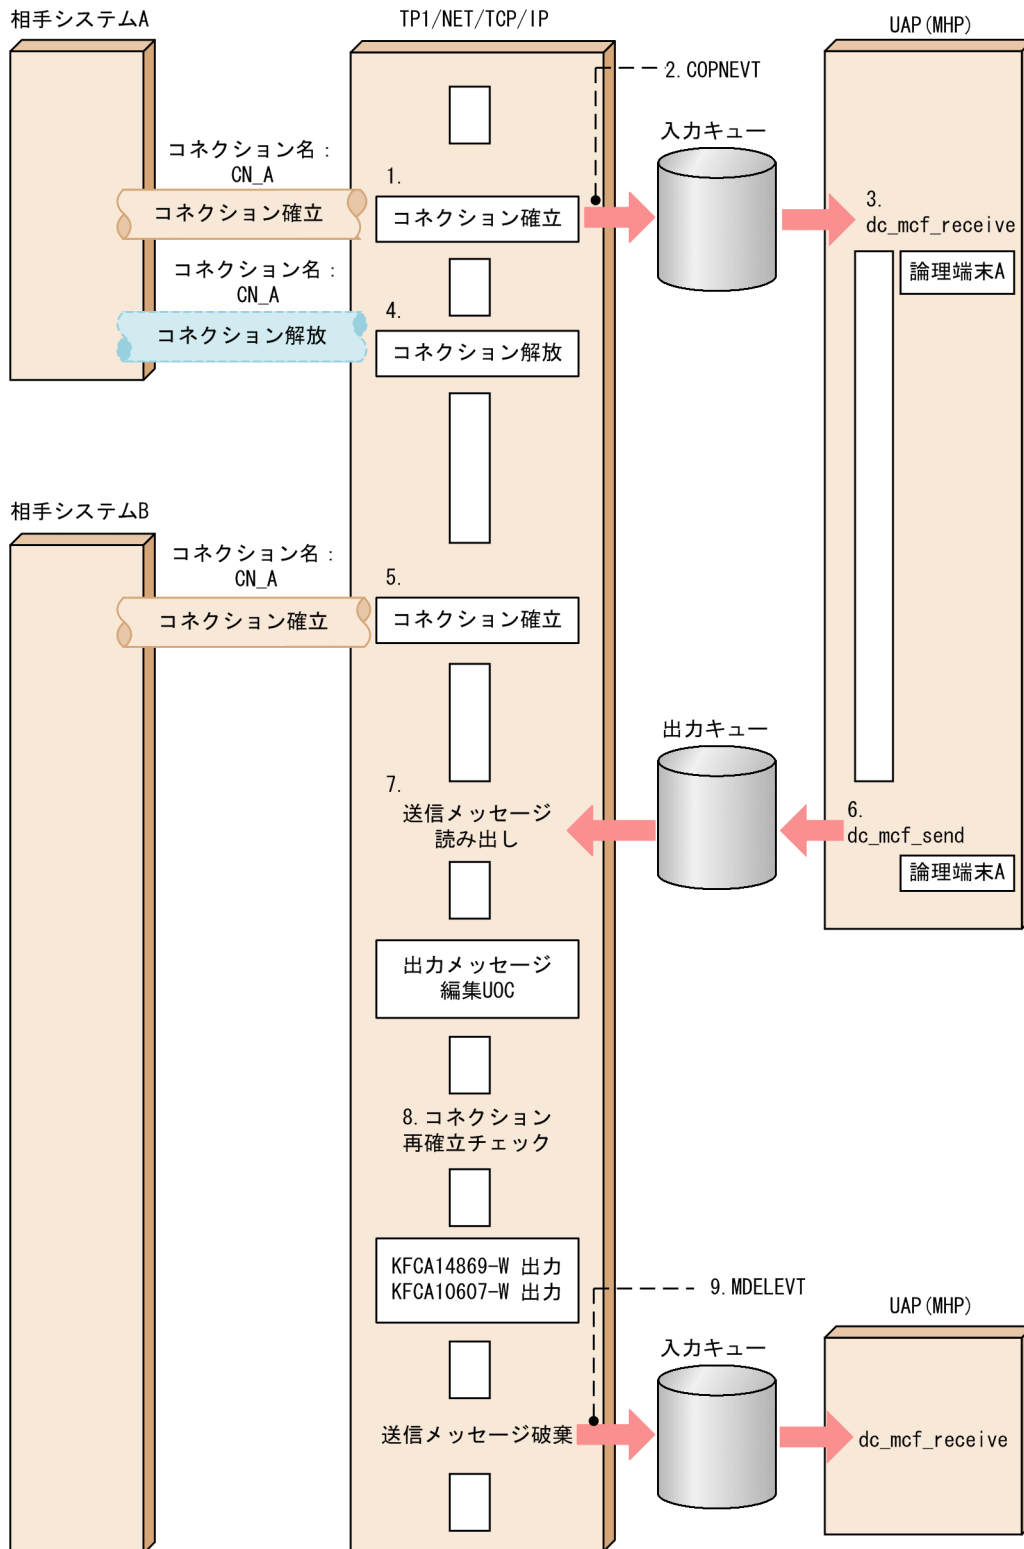 相手システムA
TP1/NET/TCP/IP
UAP(MHP)
2.COPNEVT
入力キュー
コネクション名：
CN_A
1.
コネクション確立
コネクション確立
3.
dc_mcf_receive
論理端末A
コネクション名：
CN_A
4.
コネクション解放
コネクション解放
相手システムB
コネクション名：
CN_A
5.
コネクション確立
コネクション確立
出力キュー
7.
送信メッセージ
読み出し
6.
dc_mcf_send
論理端末A
出力メッセージ
編集UOC
8.コネクション
再確立チェック
KFCA14869-W 出力
KFCA10607-W 出力
9.MDELEVT
UAP(MHP)
入力キュー
送信メッセージ破棄
dc_mcf_receive